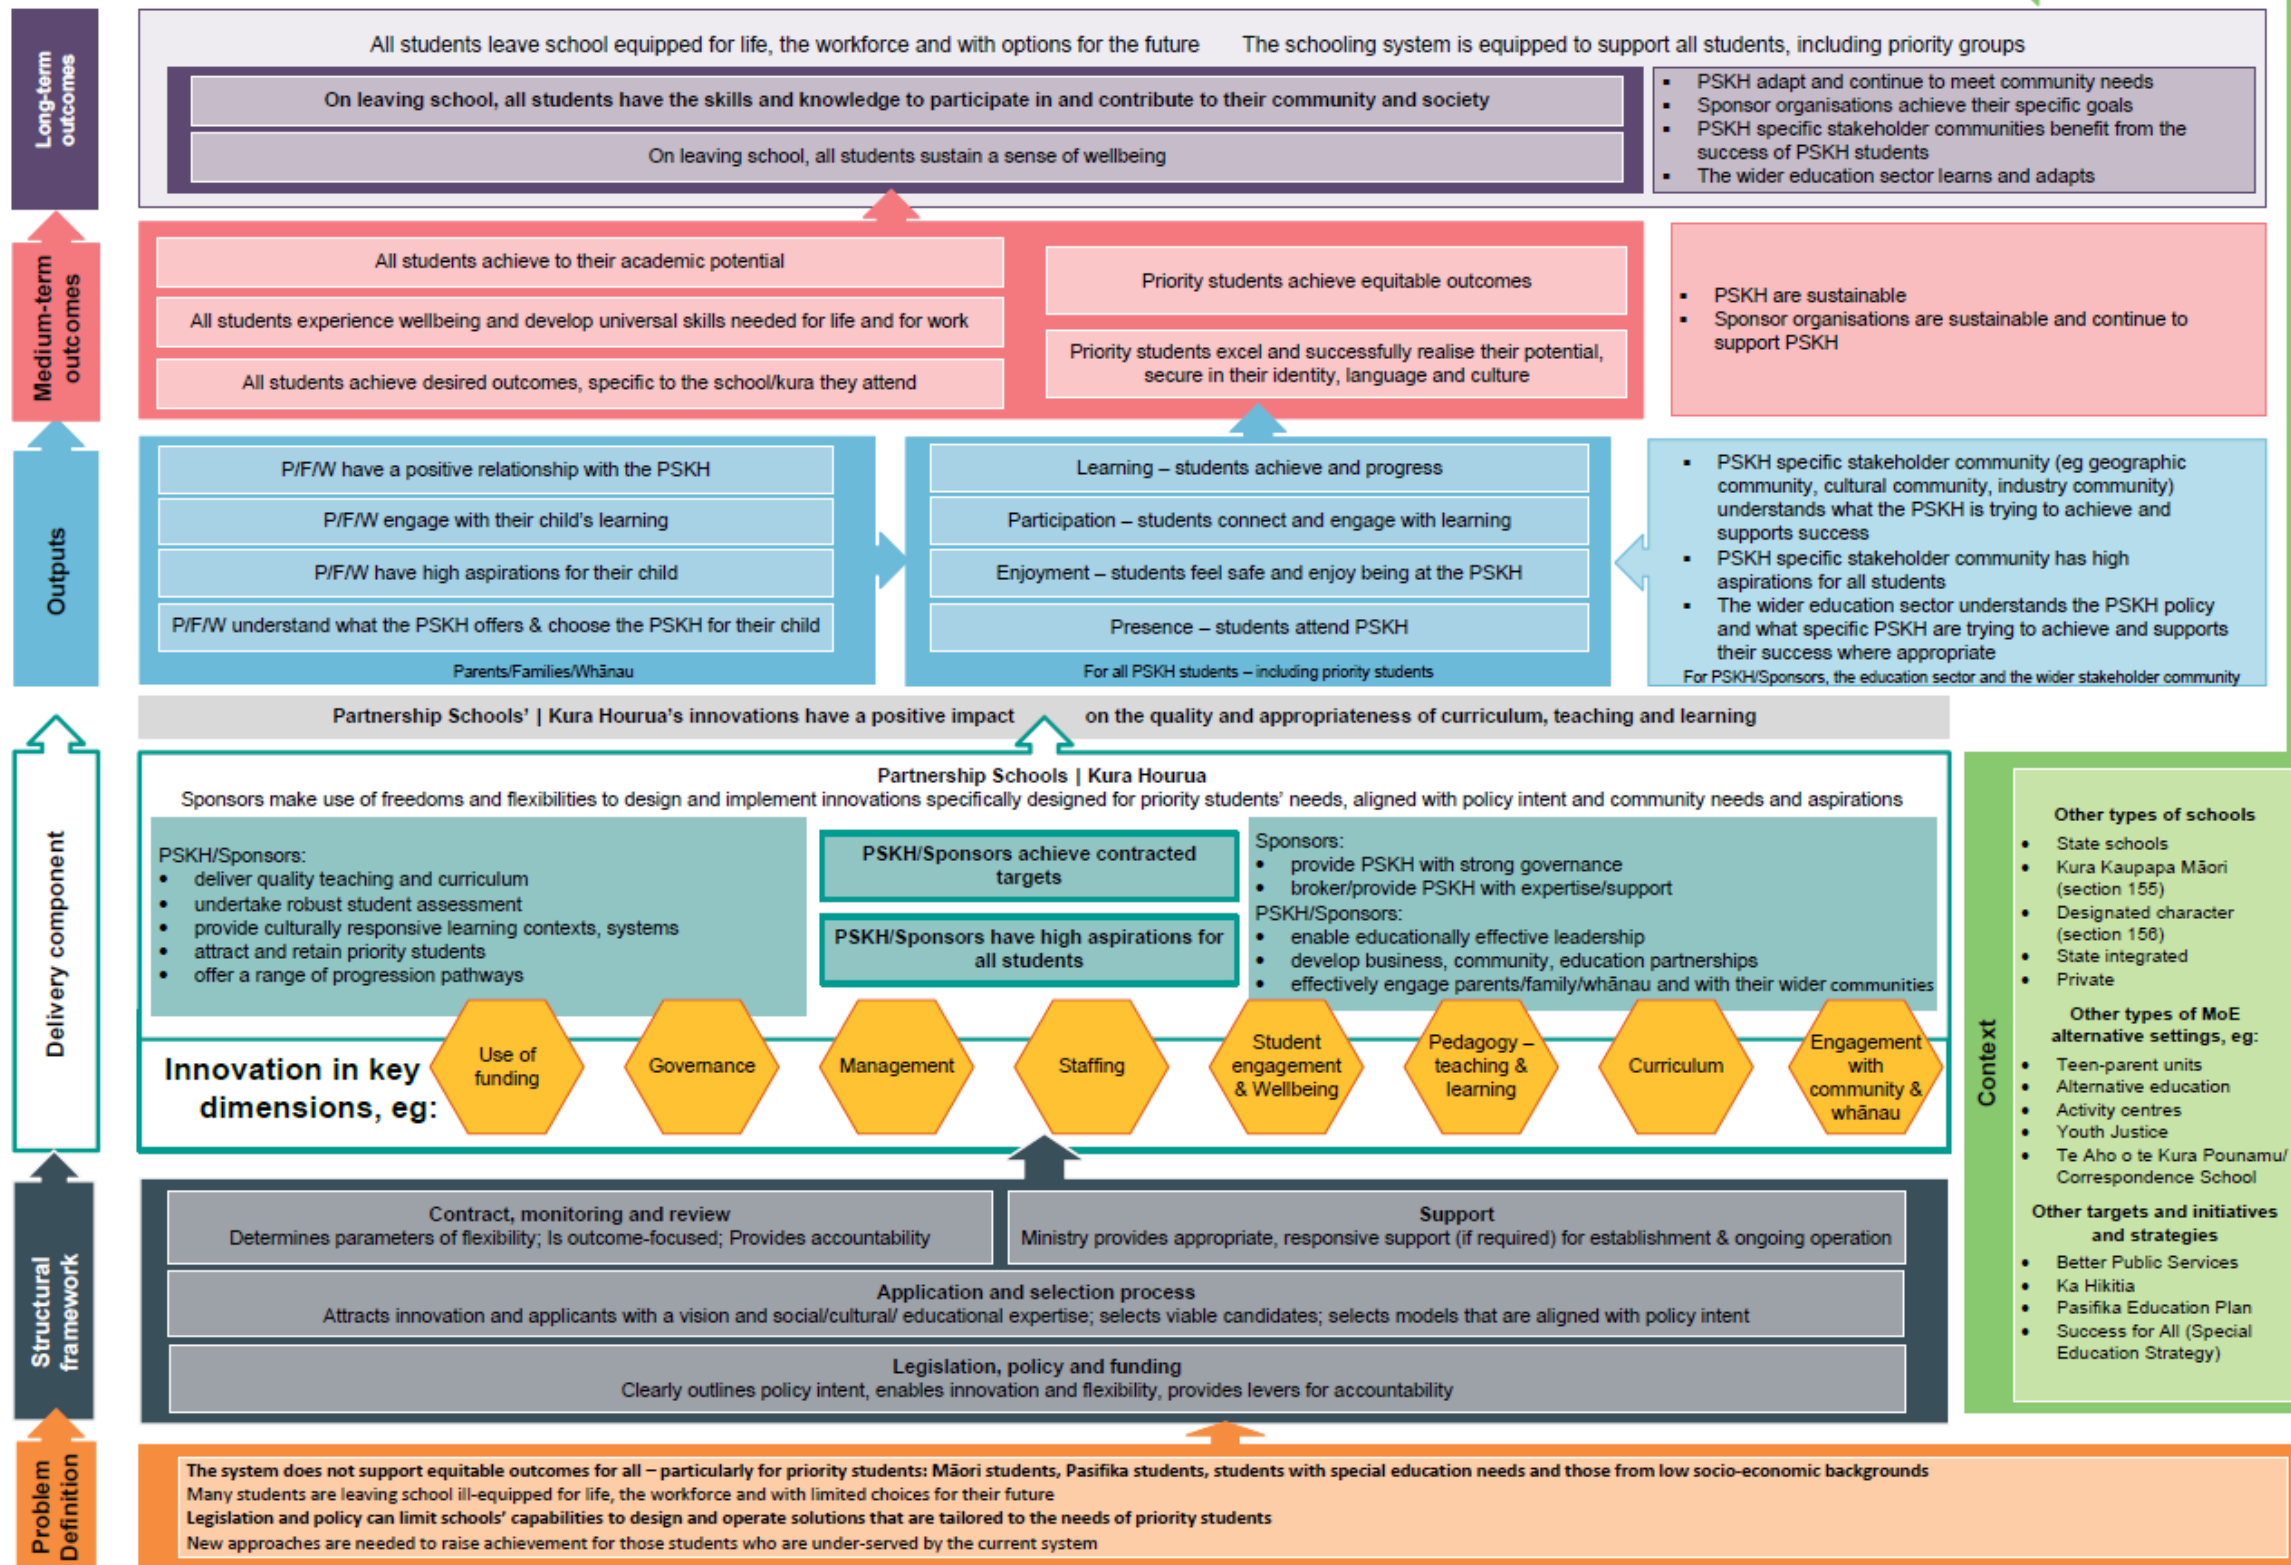 Long-term
outcomes
All students leave school equipped for life, the workforce and with options for the future
The schooling system is equipped to support all students, including priority groups
On leaving school, all students have the skills and knowledge to participate in and contribute to their community and society
On leaving school, all students sustain a sense of wellbeing
▪ PSKH adapt and continue to meet community needs
▪ Sponsor organisations achieve their specific goals
▪ PSKH specific stakeholder communities benefit from the
success of PSKH students
▪ The wider education sector learns and adapts
Medium-term
outcomes
All students achieve to their academic potential
All students experience wellbeing and develop universal skills needed for life and for work
All students achieve desired outcomes, specific to the school/kura they attend
Priority students achieve equitable outcomes
Priority students excel and successfully realise their potential,
secure in their identity, language and culture
▪ PSKH are sustainable
▪ Sponsor organisations are sustainable and continue to
support PSKH
Outputs
P/F/W have a positive relationship with the PSKH
P/F/W engage with their child's learning
P/F/W have high aspirations for their child
P/F/W understand what the PSKH offers & choose the PSKH for their child
Parents/Families/Whānau
Learning – students achieve and progress
Participation – students connect and engage with learning
Enjoyment – students feel safe and enjoy being at the PSKH
Presence – students attend PSKH
For all PSKH students – including priority students
▪ PSKH specific stakeholder community (eg geographic
community, cultural community, industry community)
understands what the PSKH is trying to achieve and
supports success
▪ PSKH specific stakeholder community has high
aspirations for all students
▪ The wider education sector understands the PSKH policy
and what specific PSKH are trying to achieve and supports
their success where appropriate
For PSKH/Sponsors, the education sector and the wider stakeholder community
Partnership Schools' | Kura Hourua's innovations have a positive impact on the quality and appropriateness of curriculum, teaching and learning
Delivery component
Partnership Schools | Kura Hourua
Sponsors make use of freedoms and flexibilities to design and implement innovations specifically designed for priority students' needs, aligned with policy intent and community needs and aspirations
PSKH/Sponsors:
• deliver quality teaching and curriculum
• undertake robust student assessment
• provide culturally responsive learning contexts, systems
• attract and retain priority students
• offer a range of progression pathways
PSKH/Sponsors achieve contracted
targets
PSKH/Sponsors have high aspirations for
all students
Sponsors:
• provide PSKH with strong governance
• broker/provide PSKH with expertise/support
PSKH/Sponsors:
• enable educationally effective leadership
• develop business, community, education partnerships
• effectively engage parents/family/whānau and with their wider communities
Innovation in key
dimensions, eg:
Use of
funding
Governance
Management
Staffing
Student
engagement
& Wellbeing
Pedagogy –
teaching &
learning
Curriculum
Engagement
with
community &
whānau
Context
Other types of schools
• State schools
• Kura Kaupapa Māori
(section 155)
• Designated character
(section 156)
• State integrated
• Private
Other types of MoE
alternative settings, eg:
• Teen-parent units
• Alternative education
• Activity centres
• Youth Justice
• Te Aho o te Kura Pounamu/
Correspondence School
Other targets and initiatives
and strategies
• Better Public Services
• Ka Hikitia
• Pasifika Education Plan
• Success for All (Special
Education Strategy)
Structural
framework
Contract, monitoring and review
Determines parameters of flexibility; Is outcome-focused; Provides accountability
Support
Ministry provides appropriate, responsive support (if required) for establishment & ongoing operation
Application and selection process
Attracts innovation and applicants with a vision and social/cultural/ educational expertise; selects viable candidates; selects models that are aligned with policy intent
Legislation, policy and funding
Clearly outlines policy intent, enables innovation and flexibility, provides levers for accountability
Problem
Definition
The system does not support equitable outcomes for all – particularly for priority students: Māori students, Pasifika students, students with special education needs and those from low socio-economic backgrounds
Many students are leaving school ill-equipped for life, the workforce and with limited choices for their future
Legislation and policy can limit schools' capabilities to design and operate solutions that are tailored to the needs of priority students
New approaches are needed to raise achievement for those students who are under-served by the current system